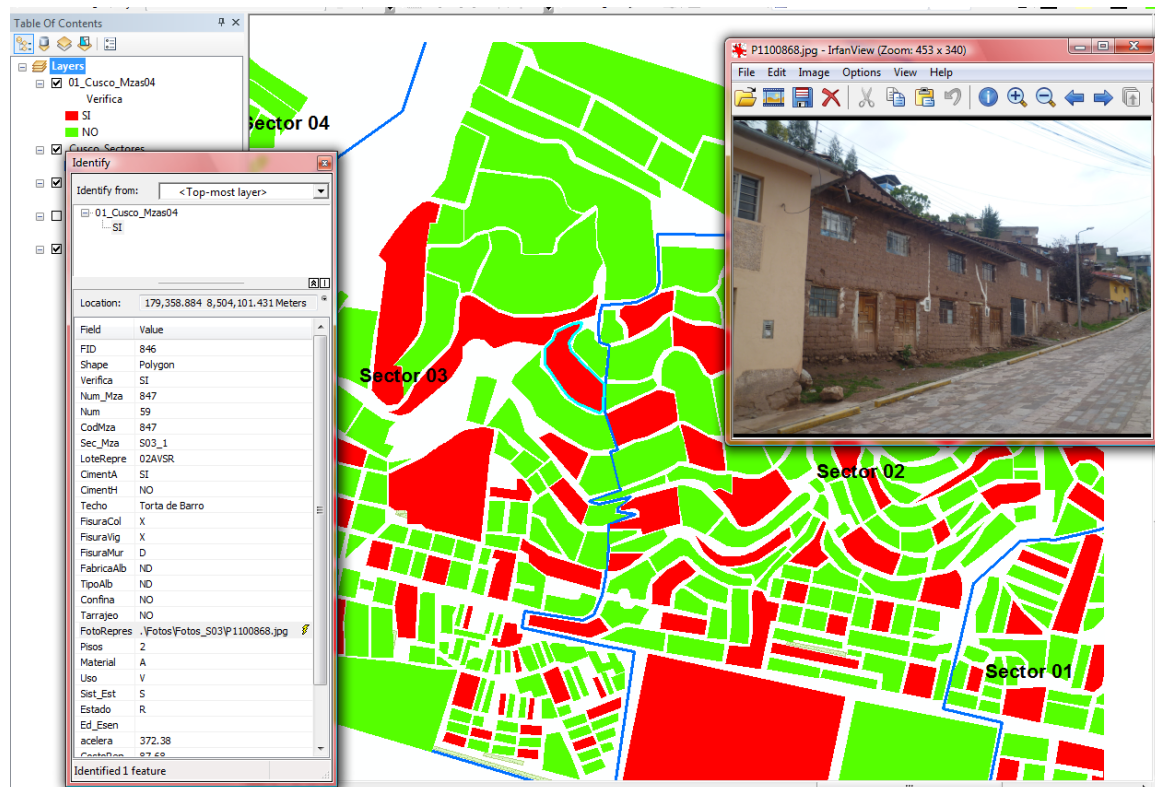 Table Of Contents
Layers
01_Cusco_Mzas04
Verifica
SI
NO
Cusco_Sectores
Identify
Identify from: <Top-most layer>
01_Cusco_Mzas04
SI
Location: 179,358.884 8,504,101.431 Meters
Field Value
FID 846
Shape Polygon
Verifica SI
Num_Mza 847
Num 59
CodMza 847
Sec_Mza S03_1
LoteRepre 02AVSR
CimentA SI
CimentH NO
Techo Torta de Barro
FisuraCol X
FisuraVig X
FisuraMur D
FabricaAlb ND
TipoAlb ND
Confina NO
Tarrajeo NO
FotoRepres .\Fotos\Fotos_S03\P1100868.jpg
Pisos 2
Material A
Uso V
Sist_Est S
Estado R
Ed_Esen
acelera 372.38
Identified 1 feature
Sector 04
Sector 03
Sector 02
Sector 01
P1100868.jpg - IrfanView (Zoom: 453 x 340)
File Edit Image Options View Help